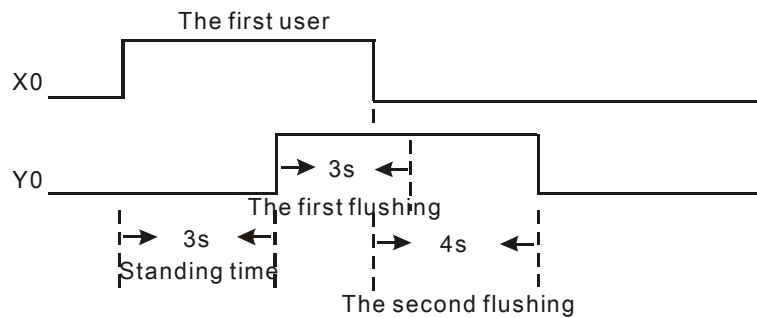 The first user
X0
3s
Y0
The first flushing
3s
4s
Standing time
The second flushing